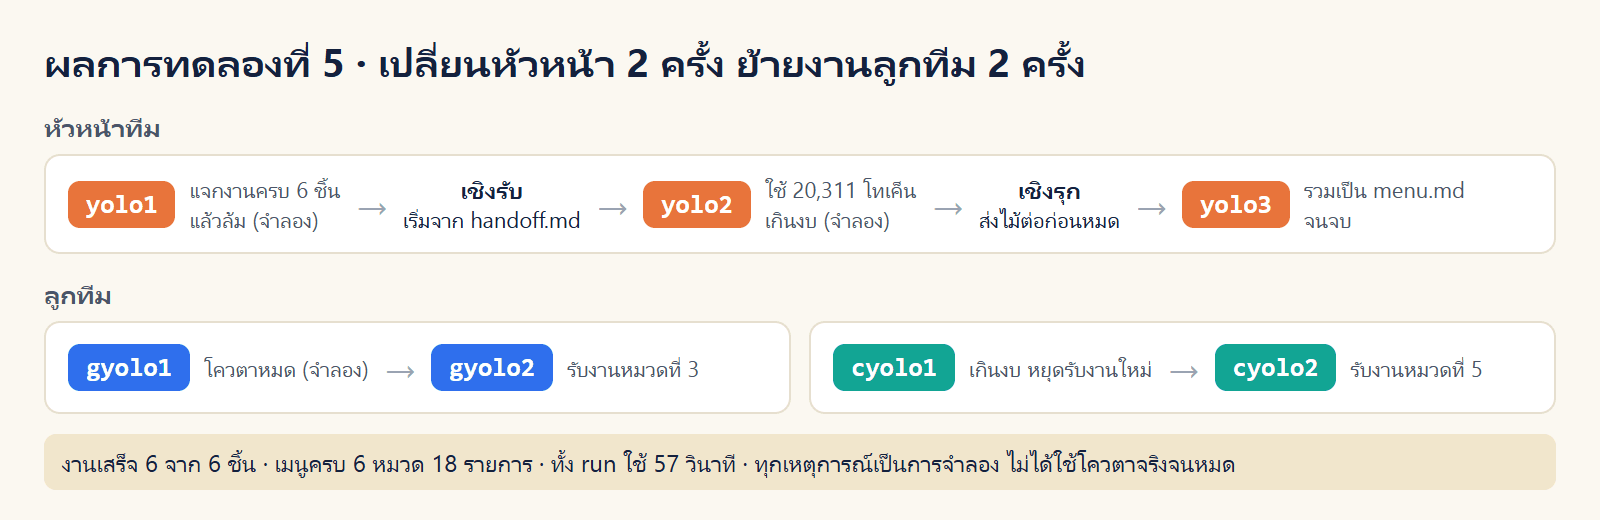 ผลการทดลองที่ 5 · เปลี่ยนหัวหน้า 2 ครั้ง ย้ายงานลูกทีม 2 ครั้ง
หัวหน้าทีม
yolo1
แจกงานครบ 6 ชิ้น
แล้วล้ม (จำลอง)
→
เชิงรับ
เริ่มจาก handoff.md
→
yolo2
ใช้ 20,311 โทเค็น
เกินงบ (จำลอง)
→
เชิงรุก
ส่งไม้ต่อก่อนหมด
→
yolo3
รวมเป็น menu.md
จนจบ
ลูกทีม
gyolo1
โควตาหมด (จำลอง)
→
gyolo2
รับงานหมวดที่ 3
cyolo1
เกินงบ หยุดรับงานใหม่
→
cyolo2
รับงานหมวดที่ 5
งานเสร็จ 6 จาก 6 ชิ้น · เมนูครบ 6 หมวด 18 รายการ · ทั้ง run ใช้ 57 วินาที · ทุกเหตุการณ์เป็นการจำลอง ไม่ได้ใช้โควตาจริงจนหมด